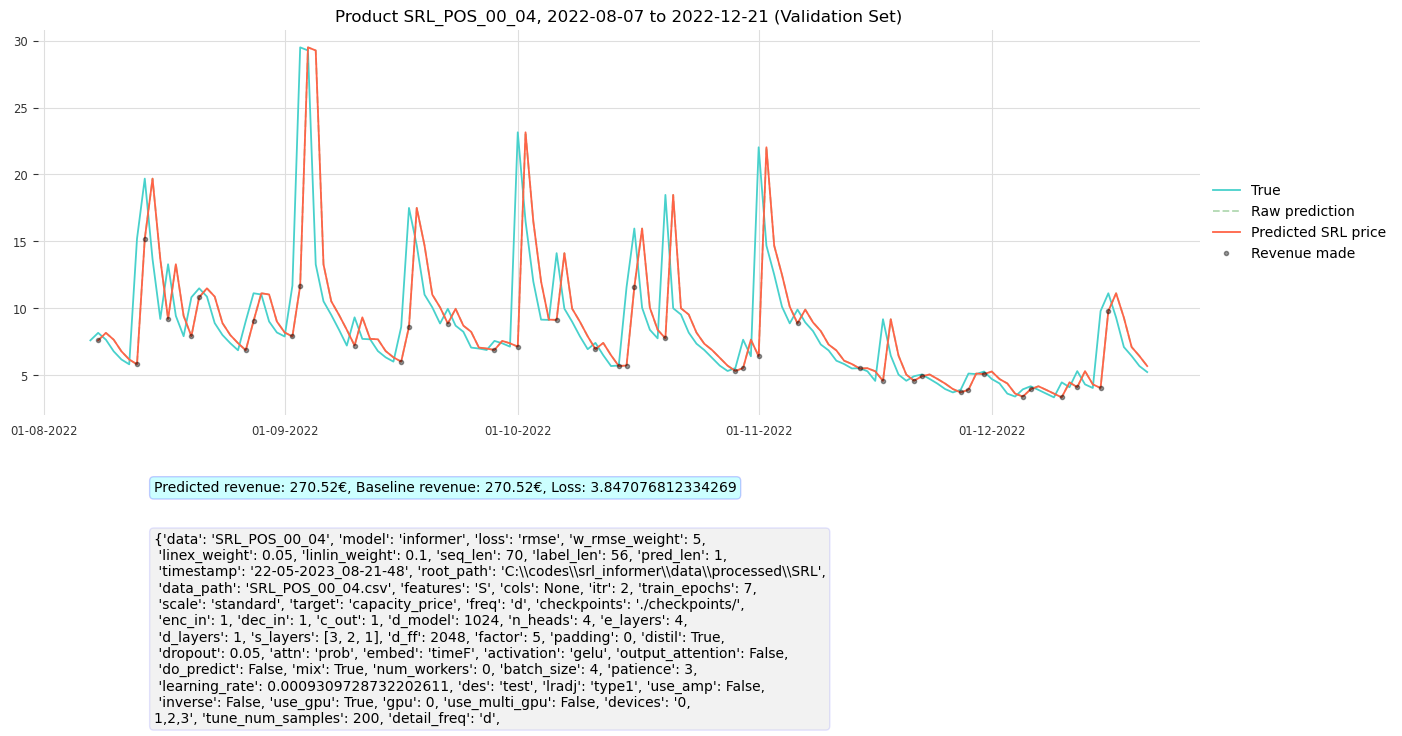 Product SRL_POS_00_04, 2022-08-07 to 2022-12-21 (Validation Set)
30
25
20
15
10
5
01-08-2022
01-09-2022
01-10-2022
01-11-2022
01-12-2022
True
Raw prediction
Predicted SRL price
Revenue made
Predicted revenue: 270.52€, Baseline revenue: 270.52€, Loss: 3.847076812334269
{'data': 'SRL_POS_00_04', 'model': 'informer', 'loss': 'rmse', 'w_rmse_weight': 5,
'linex_weight': 0.05, 'linlin_weight': 0.1, 'seq_len': 70, 'label_len': 56, 'pred_len': 1,
'timestamp': '22-05-2023_08-21-48', 'root_path': 'C:\\codes\\srl_informer\\data\\processed\\SRL',
'data_path': 'SRL_POS_00_04.csv', 'features': 'S', 'cols': None, 'itr': 2, 'train_epochs': 7,
'scale': 'standard', 'target': 'capacity_price', 'freq': 'd', 'checkpoints': './checkpoints/',
'enc_in': 1, 'dec_in': 1, 'c_out': 1, 'd_model': 1024, 'n_heads': 4, 'e_layers': 4,
'd_layers': 1, 's_layers': [3, 2, 1], 'd_ff': 2048, 'factor': 5, 'padding': 0, 'distil': True,
'dropout': 0.05, 'attn': 'prob', 'embed': 'timeF', 'activation': 'gelu', 'output_attention': False,
'do_predict': False, 'mix': True, 'num_workers': 0, 'batch_size': 4, 'patience': 3,
'learning_rate': 0.0009309728732202611, 'des': 'test', 'lradj': 'type1', 'use_amp': False,
'inverse': False, 'use_gpu': True, 'gpu': 0, 'use_multi_gpu': False, 'devices': '0,
1,2,3', 'tune_num_samples': 200, 'detail_freq': 'd',